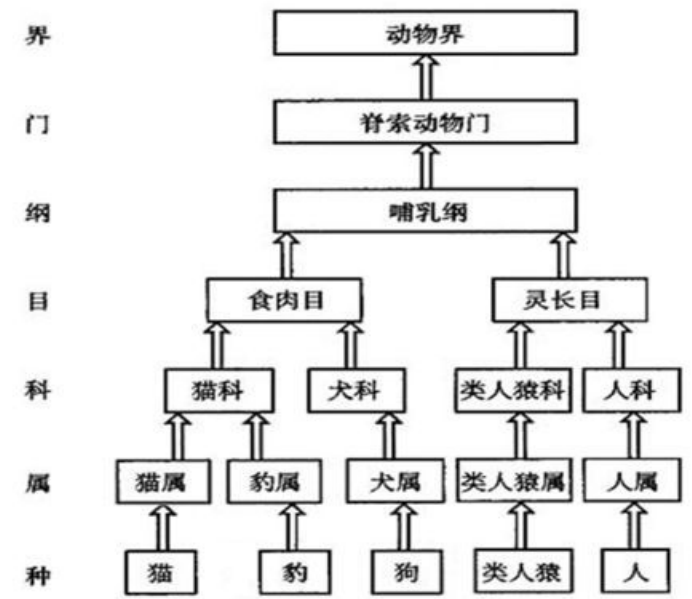 界 动物界
门 脊索动物门
纲 哺乳纲
目 食肉目 灵长目
科 猫科 犬科 类人猿科 人科
属 猫属 豹属 犬属 类人猿属 人属
种 猫 豹 狗 类人猿 人